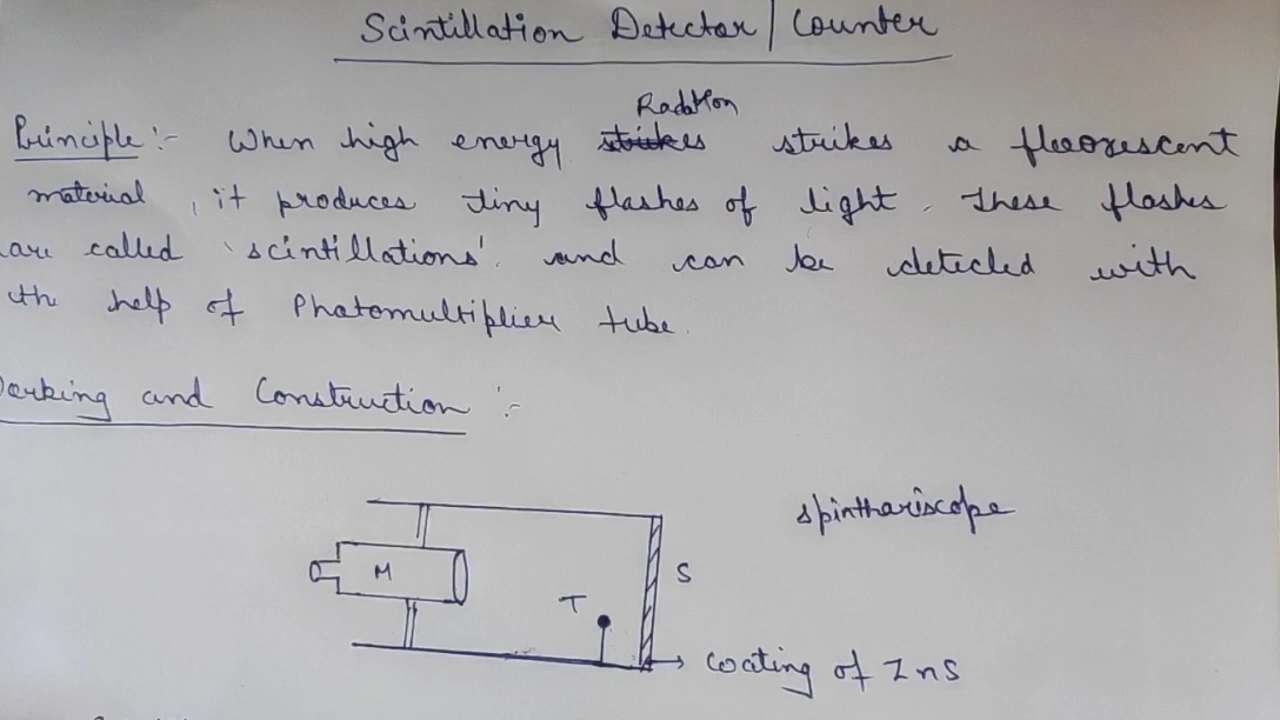 Scintillation Detector/Counter
Radation
Principle :- When high energy strikes strikes a fluorescent
material, it produces tiny flashes of light. These flashes
are called 'scintillations' and can be detected with
the help of Photomultiplier tube.
Working and Construction :-
spinthariscope
M
S
T
coating of ZnS